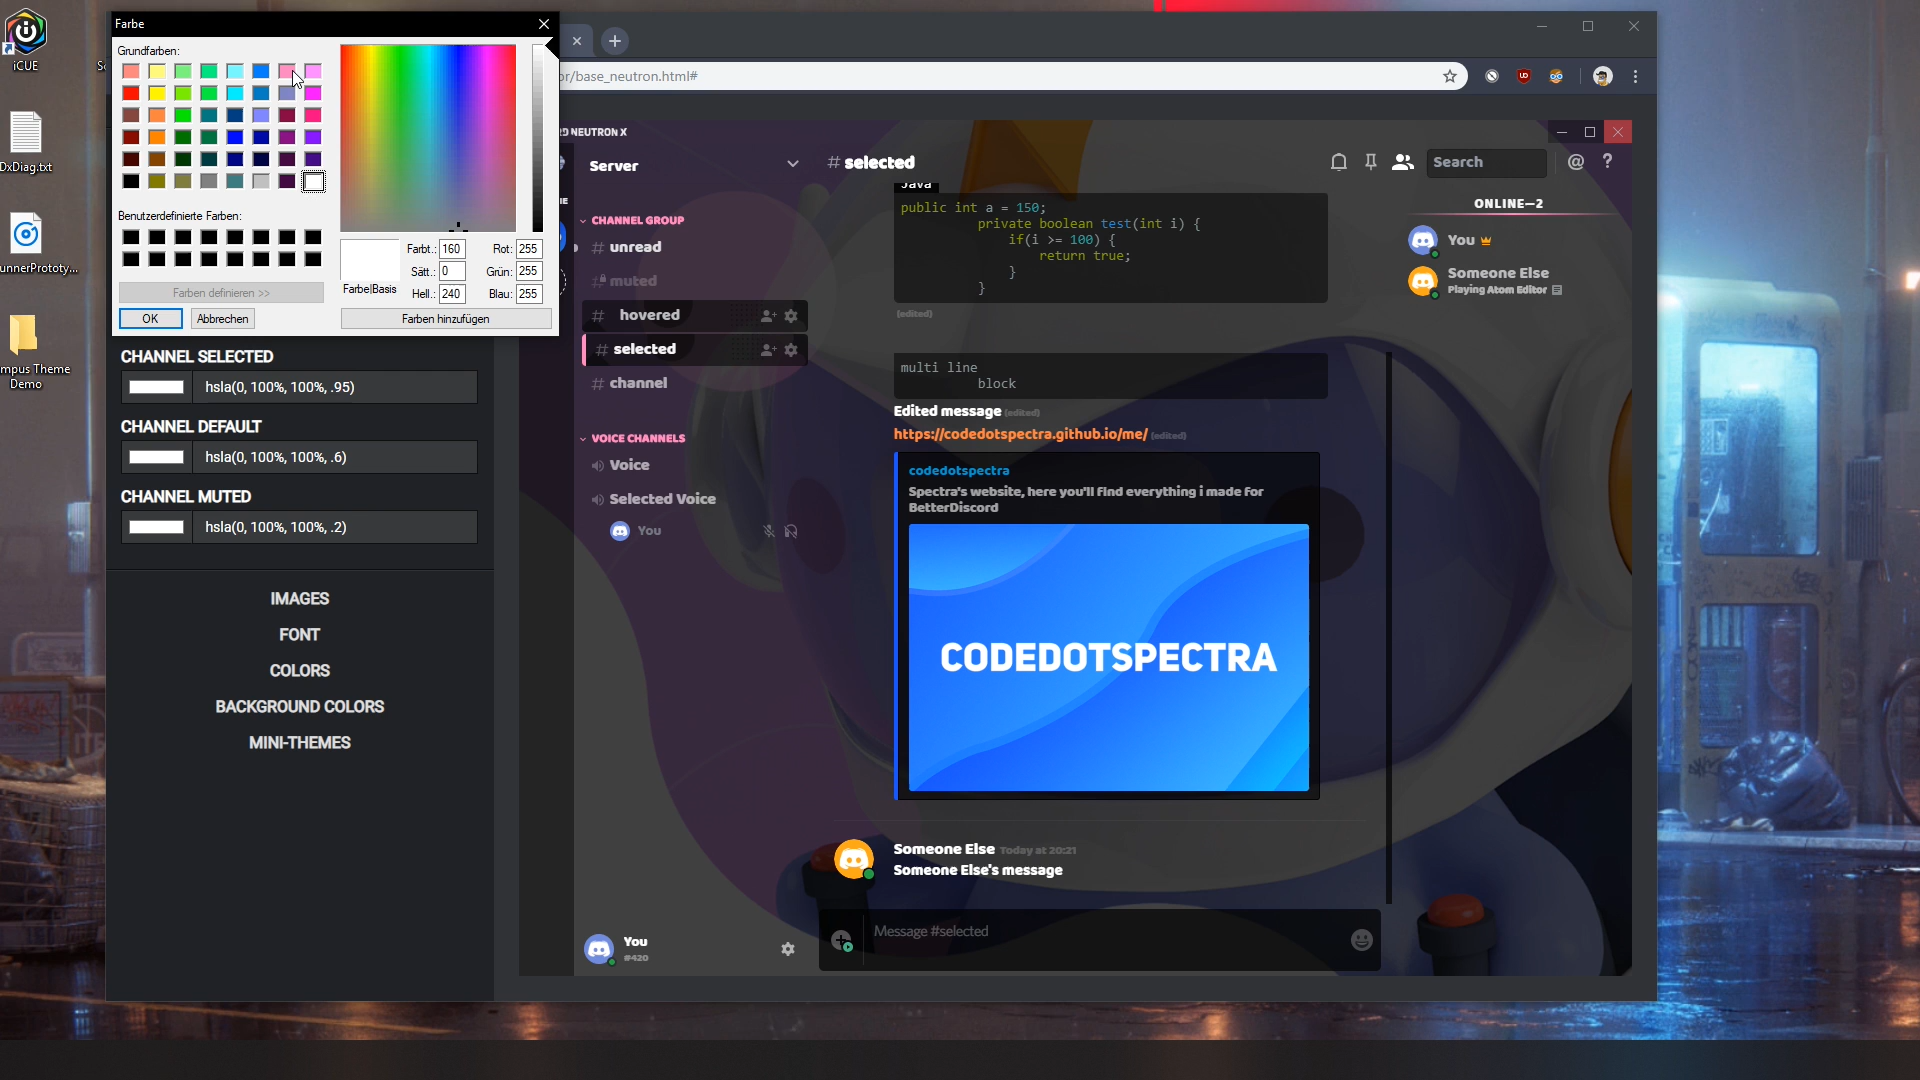 iCUE
DxDiag.txt
unnerPrototy...
mpus Theme
Demo
Farbe
Grundfarben:
Benutzerdefinierte Farben:
Farben definieren >>
OK
Abbrechen
Farbe|Basis
Farbt.: 160
Sätt.: 0
Hell.: 240
Rot: 255
Grün: 255
Blau: 255
Farben hinzufügen
or/base_neutron.html#
CHANNEL SELECTED
hsla(0, 100%, 100%, .95)
CHANNEL DEFAULT
hsla(0, 100%, 100%, .6)
CHANNEL MUTED
hsla(0, 100%, 100%, .2)
IMAGES
FONT
COLORS
BACKGROUND COLORS
MINI-THEMES
NEUTRON X
Server
CHANNEL GROUP
# unread
# muted
# hovered
# selected
# channel
VOICE CHANNELS
Voice
Selected Voice
You
You
#420
# selected
Search
@ ?
Java
public int a = 150;
private boolean test(int i) {
if(i >= 100) {
return true;
}
}
(edited)
multi line
block
Edited message (edited)
https://codedotspectra.github.io/me/ (edited)
codedotspectra
Spectra's website, here you'll find everything i made for
BetterDiscord
CODEDOTSPECTRA
Someone Else Today at 20:21
Someone Else's message
Message #selected
ONLINE—2
You
Someone Else
Playing Atom Editor